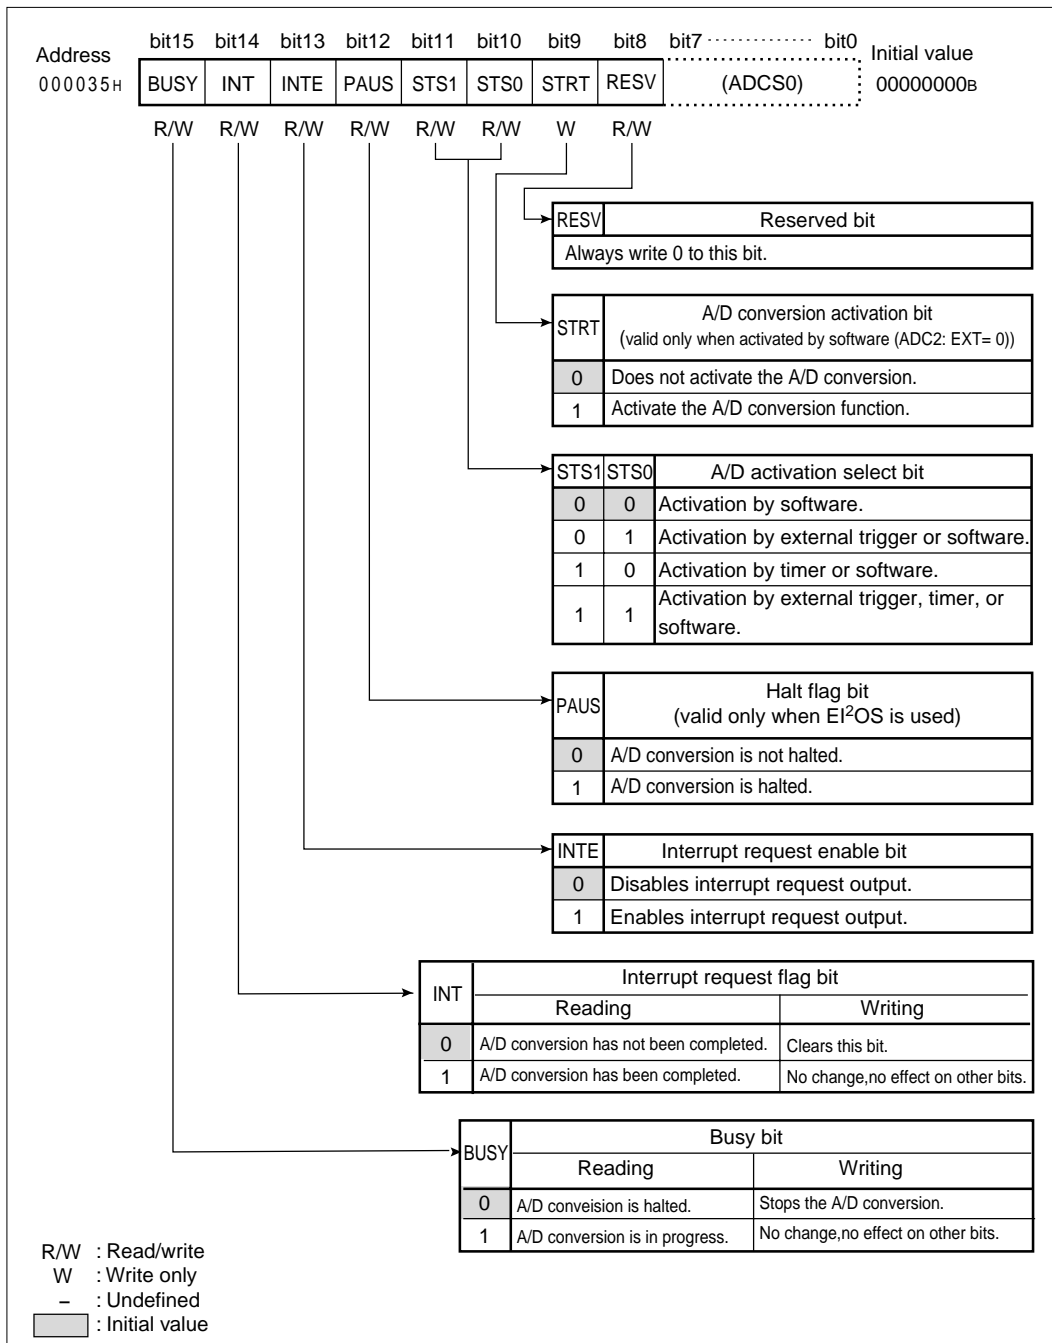 Address bit15 bit14 bit13 bit12 bit11 bit10 bit9 bit8 bit7 bit0 Initial value
000035H BUSY INT INTE PAUS STS1 STS0 STRT RESV (ADCS0) 00000000B
R/W R/W R/W R/W R/W R/W W R/W
RESV Reserved bit
Always write 0 to this bit.
STRT A/D conversion activation bit
(valid only when activated by software (ADC2: EXT= 0))
0 Does not activate the A/D conversion.
1 Activate the A/D conversion function.
STS1 STS0 A/D activation select bit
0 0 Activation by software.
0 1 Activation by external trigger or software.
1 0 Activation by timer or software.
1 1 Activation by external trigger, timer, or
software.
PAUS Halt flag bit
(valid only when EI²OS is used)
0 A/D conversion is not halted.
1 A/D conversion is halted.
INTE Interrupt request enable bit
0 Disables interrupt request output.
1 Enables interrupt request output.
INT Interrupt request flag bit
Reading Writing
0 A/D conversion has not been completed. Clears this bit.
1 A/D conversion has been completed. No change,no effect on other bits.
BUSY Busy bit
Reading Writing
0 A/D conveision is halted. Stops the A/D conversion.
1 A/D conversion is in progress. No change,no effect on other bits.
R/W : Read/write
W : Write only
– : Undefined
: Initial value